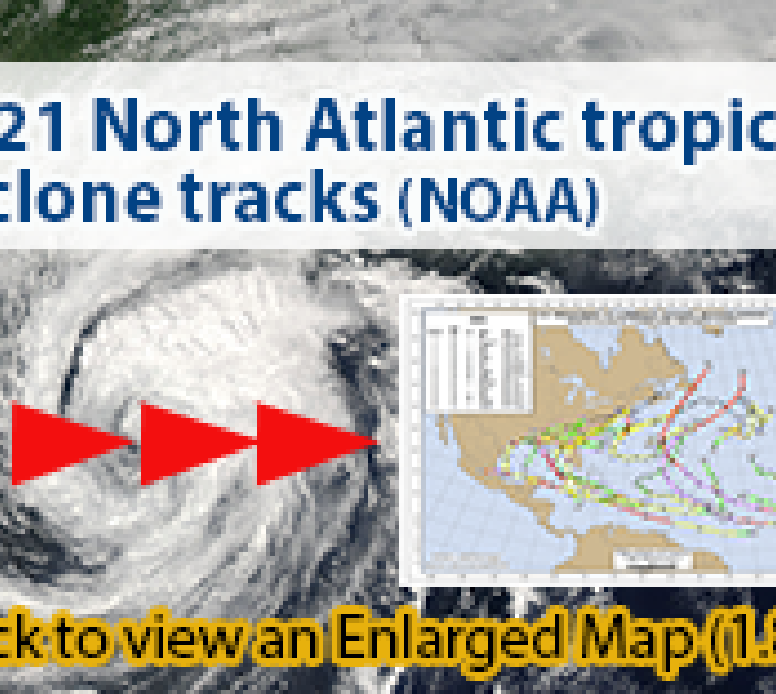 21 North Atlantic tropic
clone tracks (NOAA)
ck to view an Enlarged Map (1.